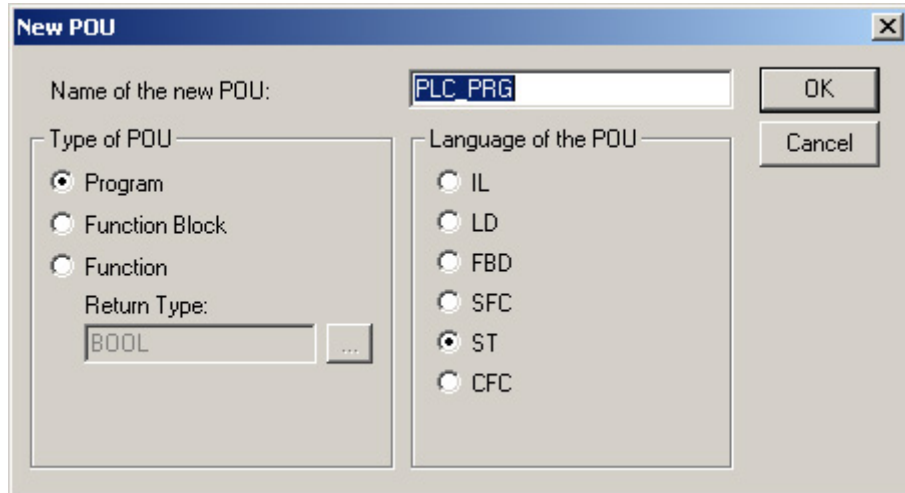 New POU
Name of the new POU:
PLC_PRG
OK
Cancel
Type of POU
Program
Function Block
Function
Return Type:
BOOL
...
Language of the POU
IL
LD
FBD
SFC
ST
CFC